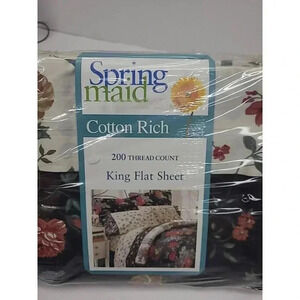 Spring
maid
Cotton Rich
200 THREAD COUNT
King Flat Sheet